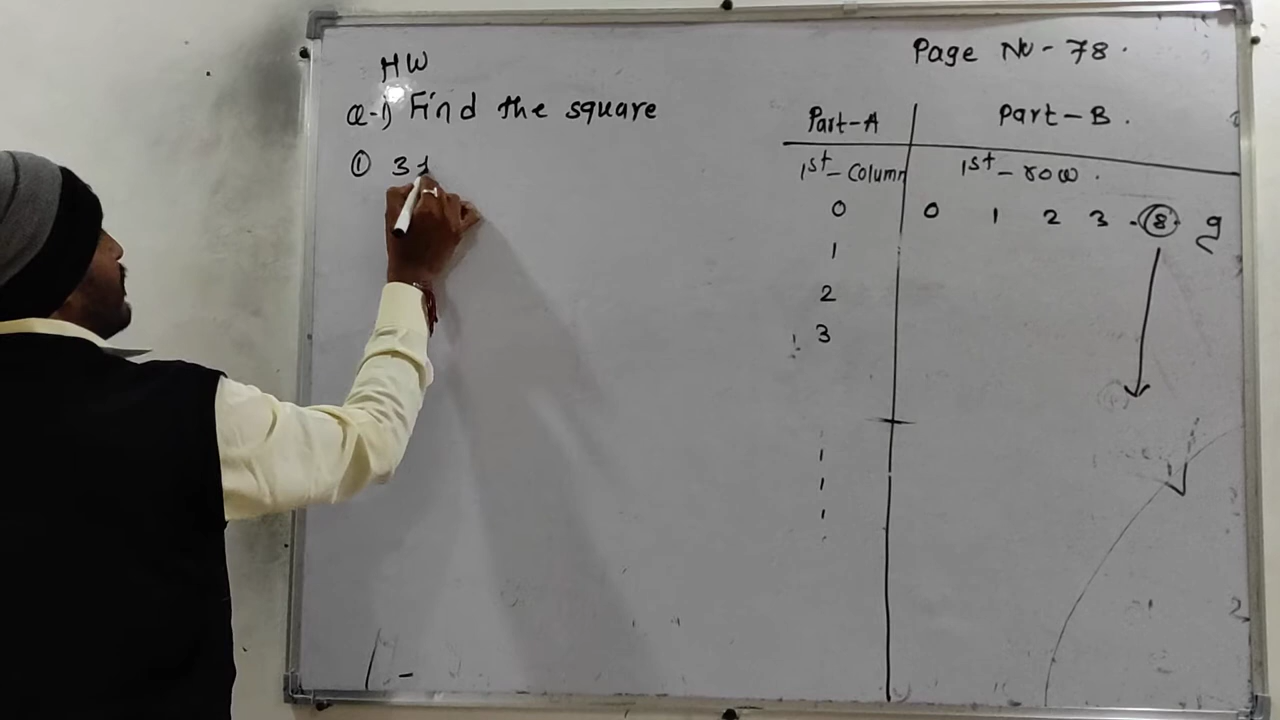 HW
Q-1) Find the square
① 31
Page No - 78.
Part-A Part-B.
1st-Column 1st-row.
0 0 1 2 3 - 8 - 9
1
2
3